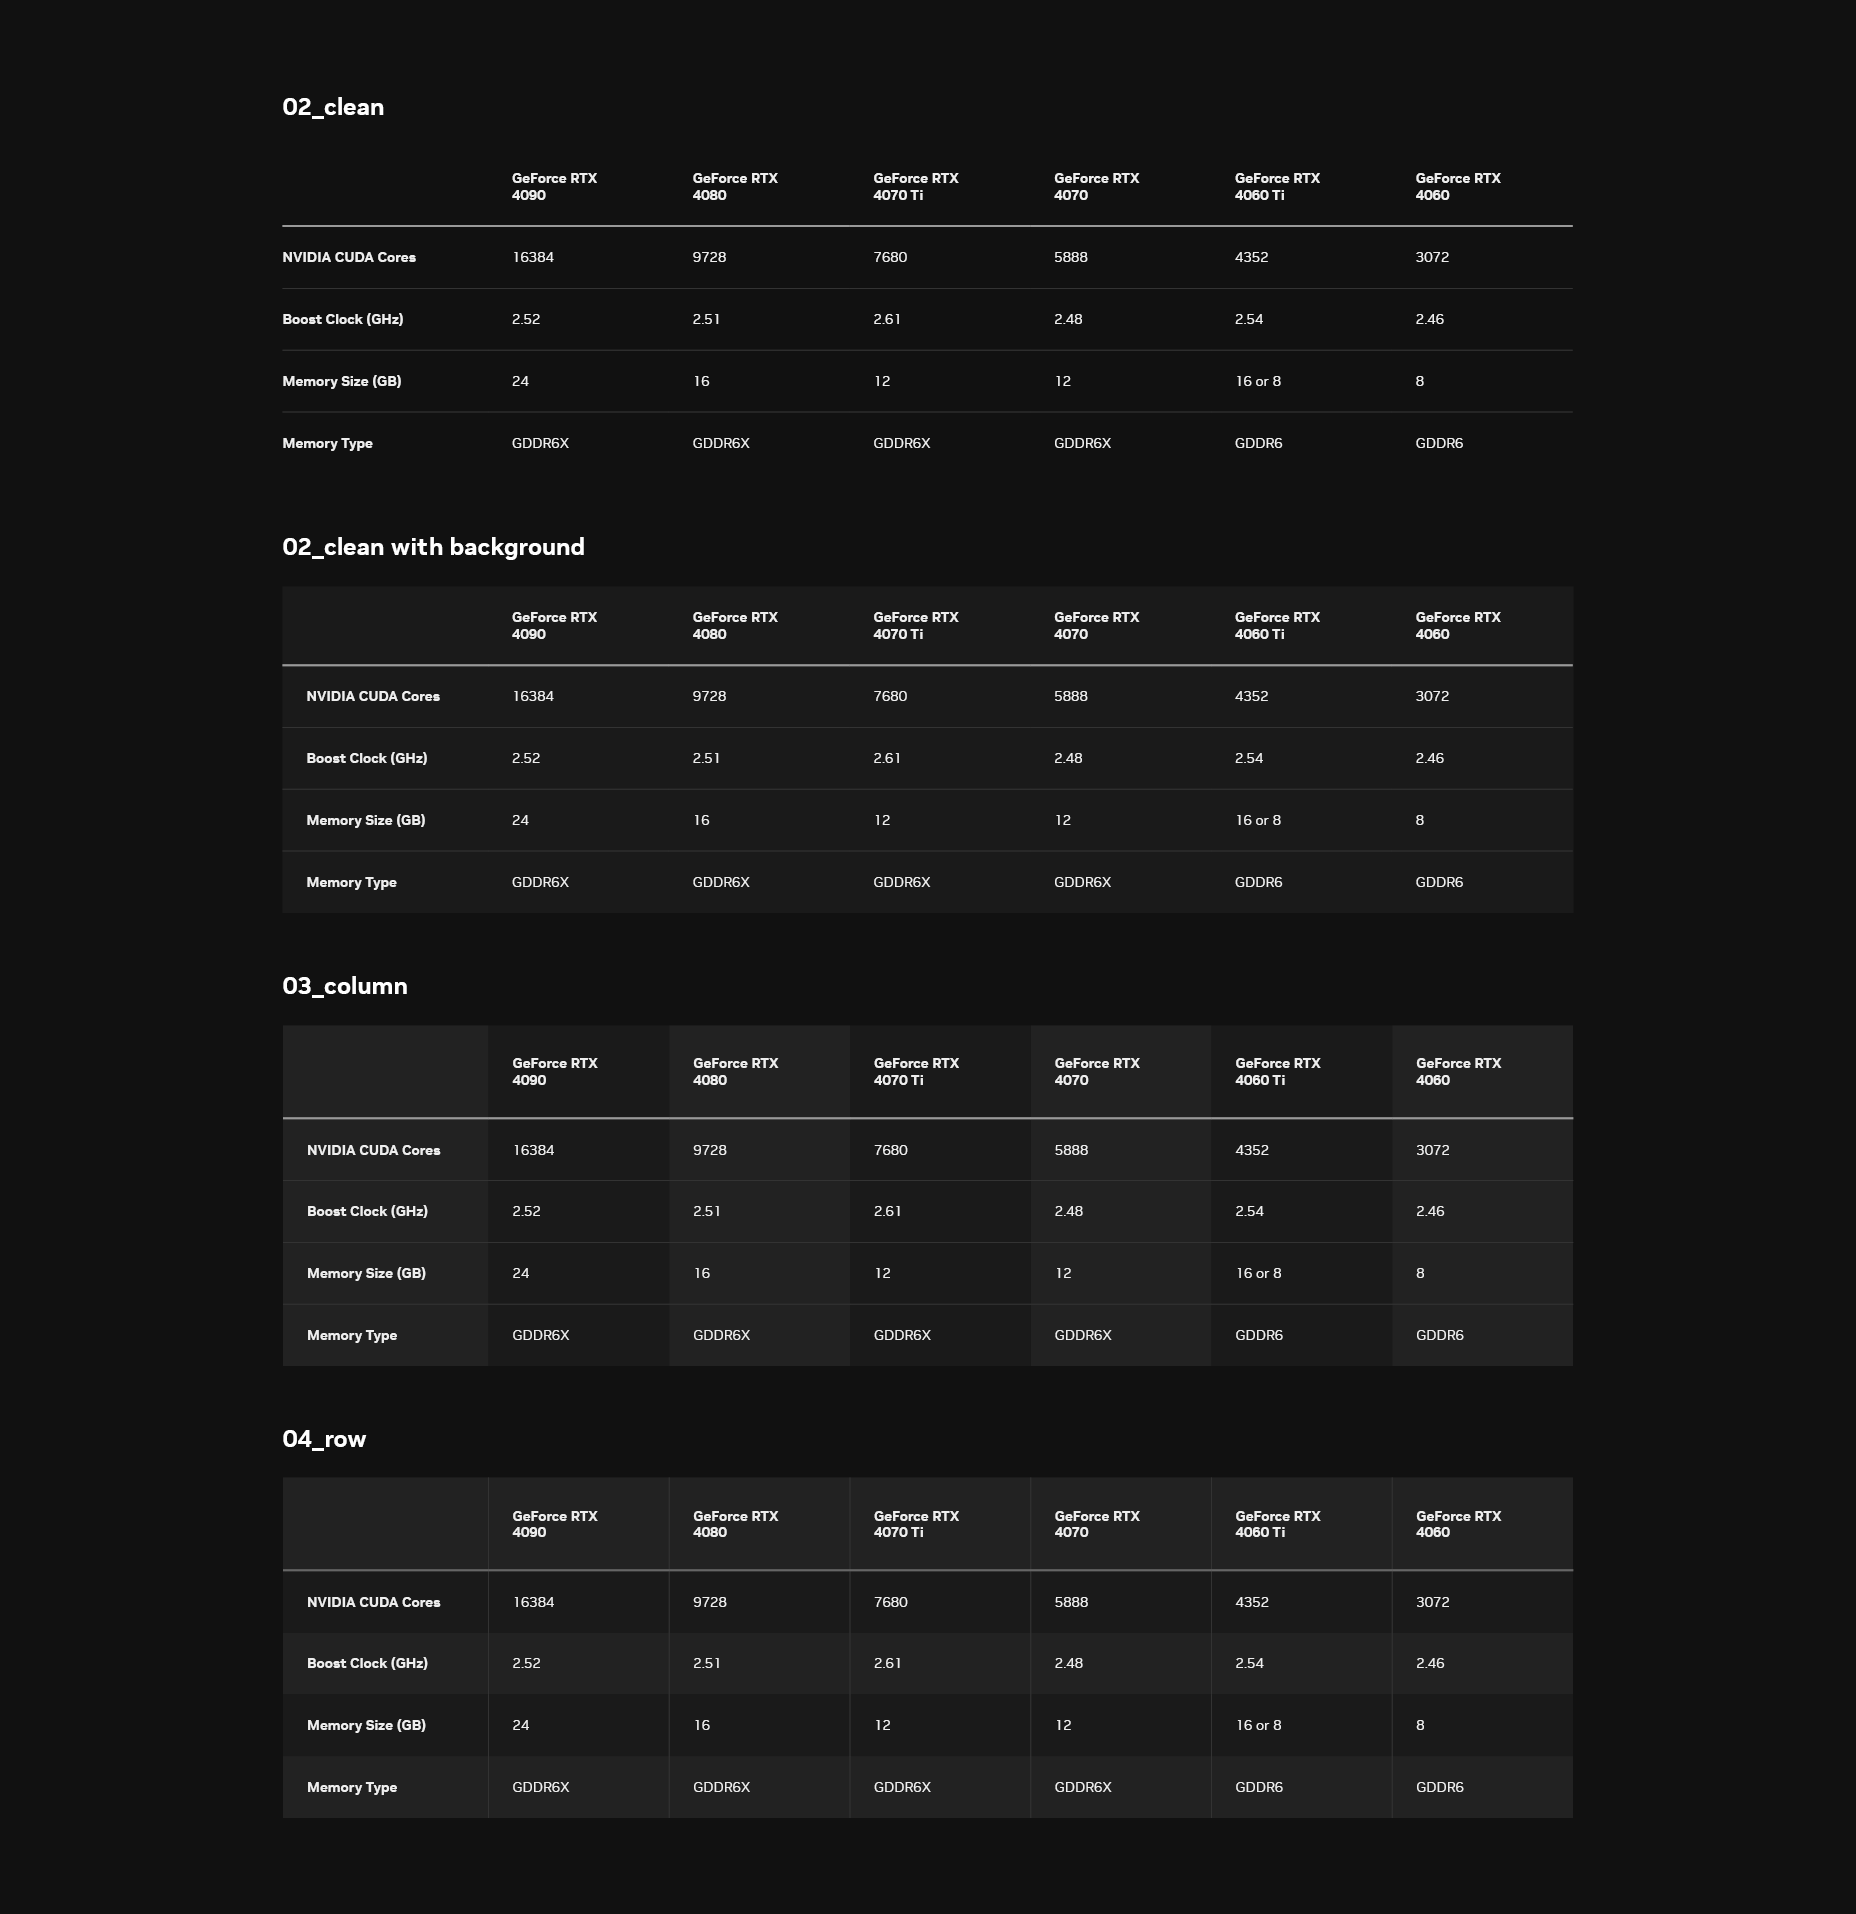 02_clean
GeForce RTX 4090 GeForce RTX 4080 GeForce RTX 4070 Ti GeForce RTX 4070 GeForce RTX 4060 Ti GeForce RTX 4060
NVIDIA CUDA Cores 16384 9728 7680 5888 4352 3072
Boost Clock (GHz) 2.52 2.51 2.61 2.48 2.54 2.46
Memory Size (GB) 24 16 12 12 16 or 8 8
Memory Type GDDR6X GDDR6X GDDR6X GDDR6X GDDR6 GDDR6
02_clean with background
GeForce RTX 4090 GeForce RTX 4080 GeForce RTX 4070 Ti GeForce RTX 4070 GeForce RTX 4060 Ti GeForce RTX 4060
NVIDIA CUDA Cores 16384 9728 7680 5888 4352 3072
Boost Clock (GHz) 2.52 2.51 2.61 2.48 2.54 2.46
Memory Size (GB) 24 16 12 12 16 or 8 8
Memory Type GDDR6X GDDR6X GDDR6X GDDR6X GDDR6 GDDR6
03_column
GeForce RTX 4090 GeForce RTX 4080 GeForce RTX 4070 Ti GeForce RTX 4070 GeForce RTX 4060 Ti GeForce RTX 4060
NVIDIA CUDA Cores 16384 9728 7680 5888 4352 3072
Boost Clock (GHz) 2.52 2.51 2.61 2.48 2.54 2.46
Memory Size (GB) 24 16 12 12 16 or 8 8
Memory Type GDDR6X GDDR6X GDDR6X GDDR6X GDDR6 GDDR6
04_row
GeForce RTX 4090 GeForce RTX 4080 GeForce RTX 4070 Ti GeForce RTX 4070 GeForce RTX 4060 Ti GeForce RTX 4060
NVIDIA CUDA Cores 16384 9728 7680 5888 4352 3072
Boost Clock (GHz) 2.52 2.51 2.61 2.48 2.54 2.46
Memory Size (GB) 24 16 12 12 16 or 8 8
Memory Type GDDR6X GDDR6X GDDR6X GDDR6X GDDR6 GDDR6